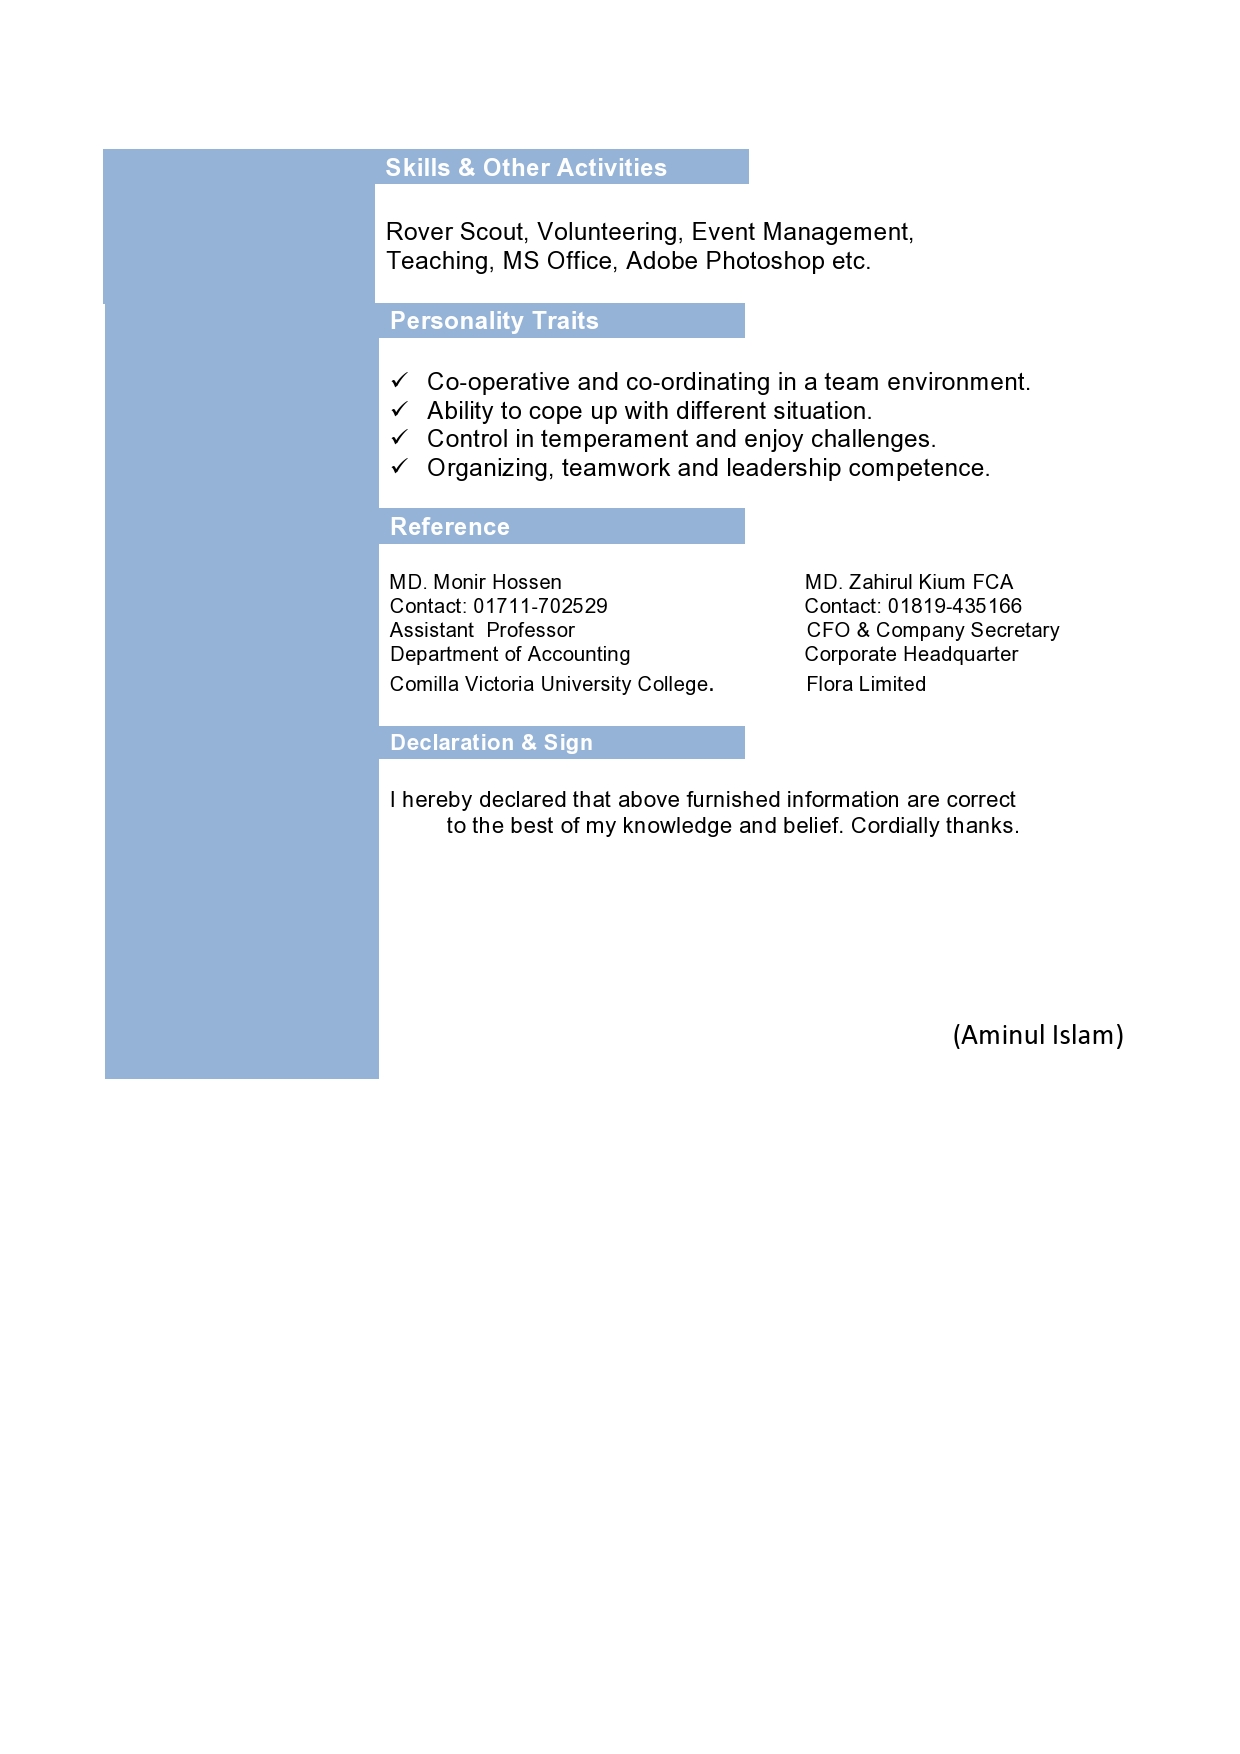 Skills & Other Activities
Rover Scout, Volunteering, Event Management,
Teaching, MS Office, Adobe Photoshop etc.
Personality Traits
✓ Co-operative and co-ordinating in a team environment.
✓ Ability to cope up with different situation.
✓ Control in temperament and enjoy challenges.
✓ Organizing, teamwork and leadership competence.
Reference
MD. Monir Hossen
Contact: 01711-702529
Assistant  Professor
Department of Accounting
Comilla Victoria University College.
MD. Zahirul Kium FCA
Contact: 01819-435166
CFO & Company Secretary
Corporate Headquarter
Flora Limited
Declaration & Sign
I hereby declared that above furnished information are correct
to the best of my knowledge and belief. Cordially thanks.
(Aminul Islam)